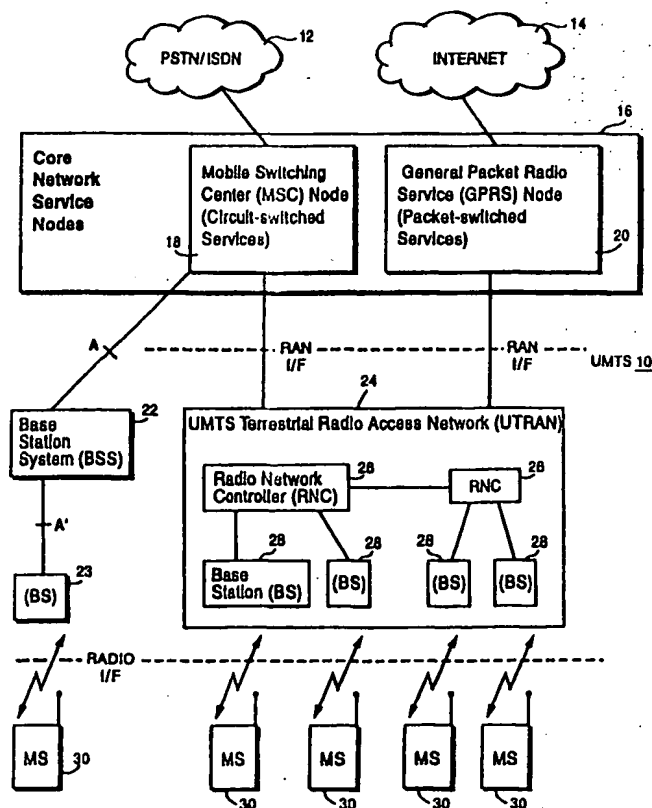 12
14
PSTN/ISDN
INTERNET
16
Core
Network
Service
Nodes
Mobile Switching
Center (MSC) Node
(Circuit-switched
Services)
18
General Packet Radio
Service (GPRS) Node
(Packet-switched
Services)
20
A
RAN
I/F
RAN
I/F
UMTS 10
22
Base
Station
System (BSS)
24
UMTS Terrestrial Radio Access Network (UTRAN)
Radio Network
Controller (RNC)
26
RNC
26
A'
23
(BS)
28
Base
Station (BS)
28
(BS)
28
(BS)
28
(BS)
RADIO
I/F
MS
30
MS
30
MS
30
MS
30
MS
30